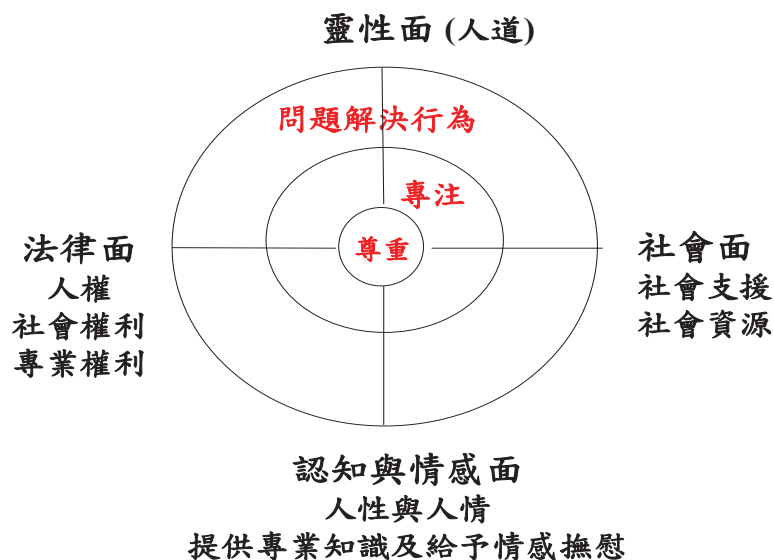 靈性面 (人道)
問題解決行為
專注
尊重
法律面
人權
社會權利
專業權利
社會面
社會支援
社會資源
認知與情感面
人性與人情
提供專業知識及給予情感撫慰